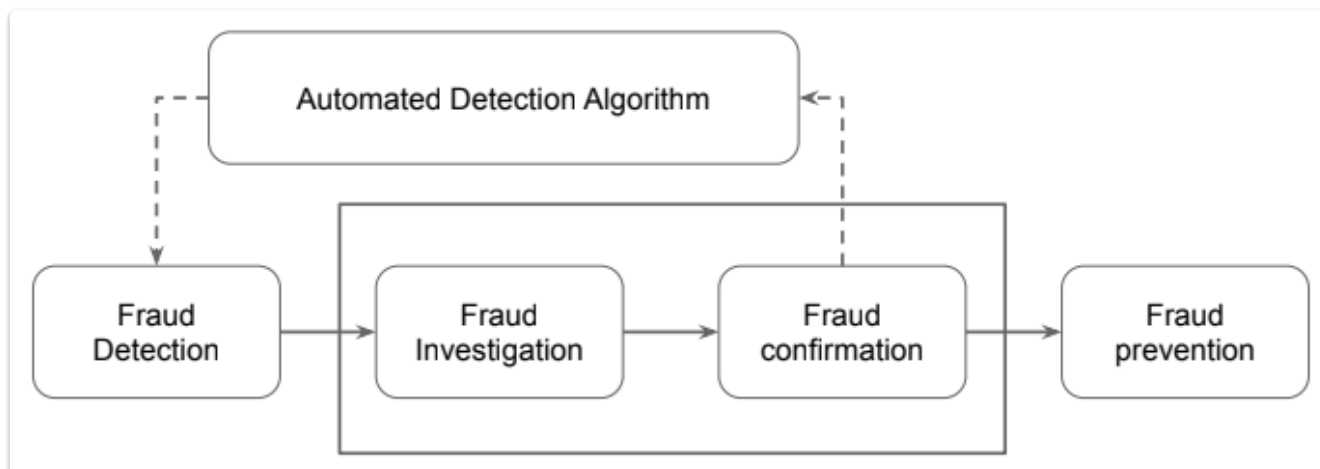 Automated Detection Algorithm
Fraud
Detection
Fraud
Investigation
Fraud
confirmation
Fraud
prevention